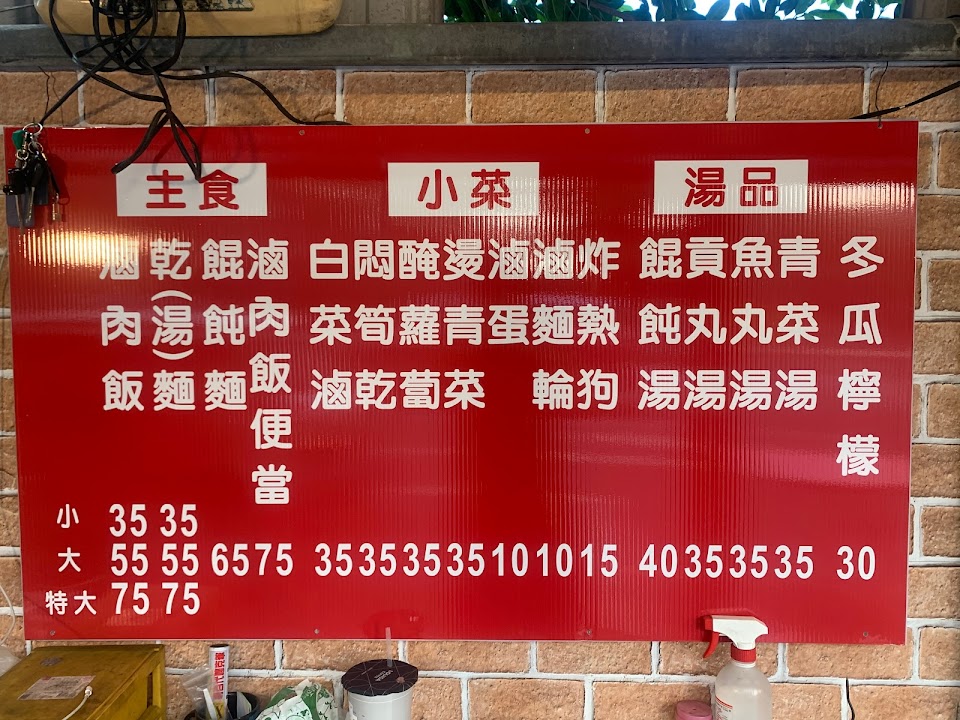 主食
小菜
湯品
滷肉飯
乾(湯)麵
餛飩麵
滷肉飯便當
白菜滷
悶筍乾
醃蘿蔔
燙青菜
滷蛋
滷麵輪
炸熱狗
餛飩湯
貢丸湯
魚丸湯
青菜湯
冬瓜檸檬
小 35 35
大 55 55 65 75 35 35 35 35 10 10 15 40 35 35 35 30
特大 75 75